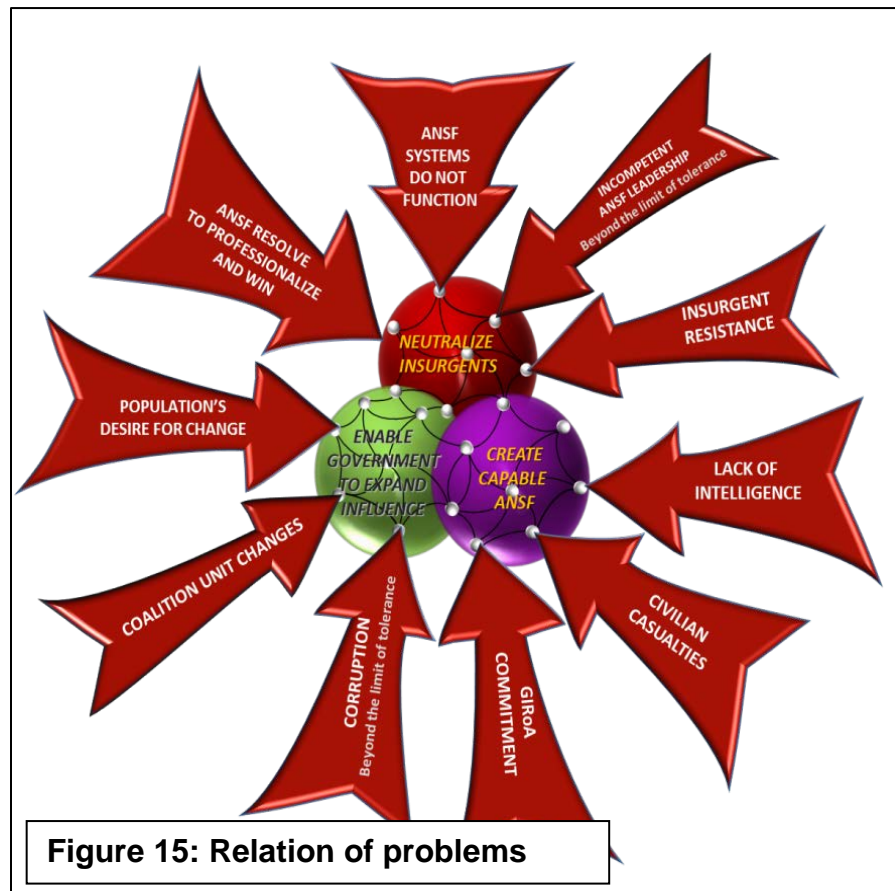 ANSF
SYSTEMS
DO NOT
FUNCTION
INCOMPETENT
ANSF LEADERSHIP
Beyond the limit of tolerance
ANSF RESOLVE
TO PROFESSIONALIZE
AND WIN
INSURGENT
RESISTANCE
NEUTRALIZE
INSURGENTS
POPULATION'S
DESIRE FOR CHANGE
ENABLE
GOVERNMENT
TO EXPAND
INFLUENCE
CREATE
CAPABLE
ANSF
LACK OF
INTELLIGENCE
COALITION UNIT CHANGES
CORRUPTION
Beyond the limit of tolerance
GIRoA
COMMITMENT
CIVILIAN
CASUALTIES
Figure 15: Relation of problems